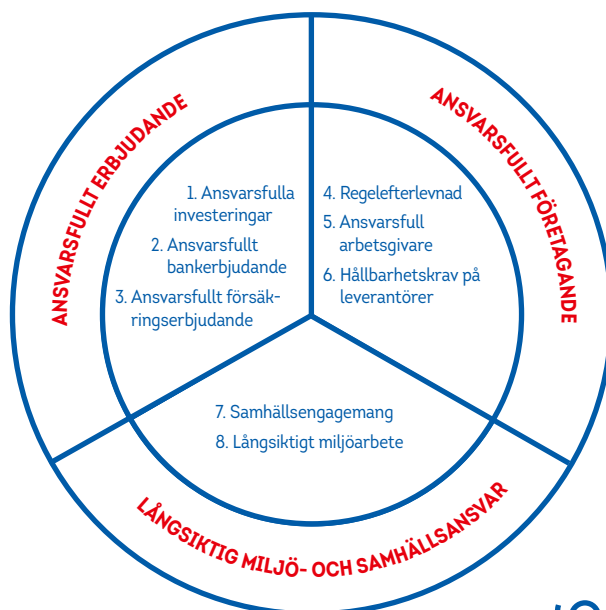 ANSVARSFULLT ERBJUDANDE
1. Ansvarsfulla
investeringar
2. Ansvarsfullt
bankerbjudande
3. Ansvarsfullt försäk-
ringserbjudande
ANSVARSFULLT FÖRETAGANDE
4. Regelefterlevnad
5. Ansvarsfull
arbetsgivare
6. Hållbarhetskrav på
leverantörer
7. Samhällsengagemang
8. Långsiktigt miljöarbete
LÅNGSIKTIG MILJÖ- OCH SAMHÄLLSANSVAR